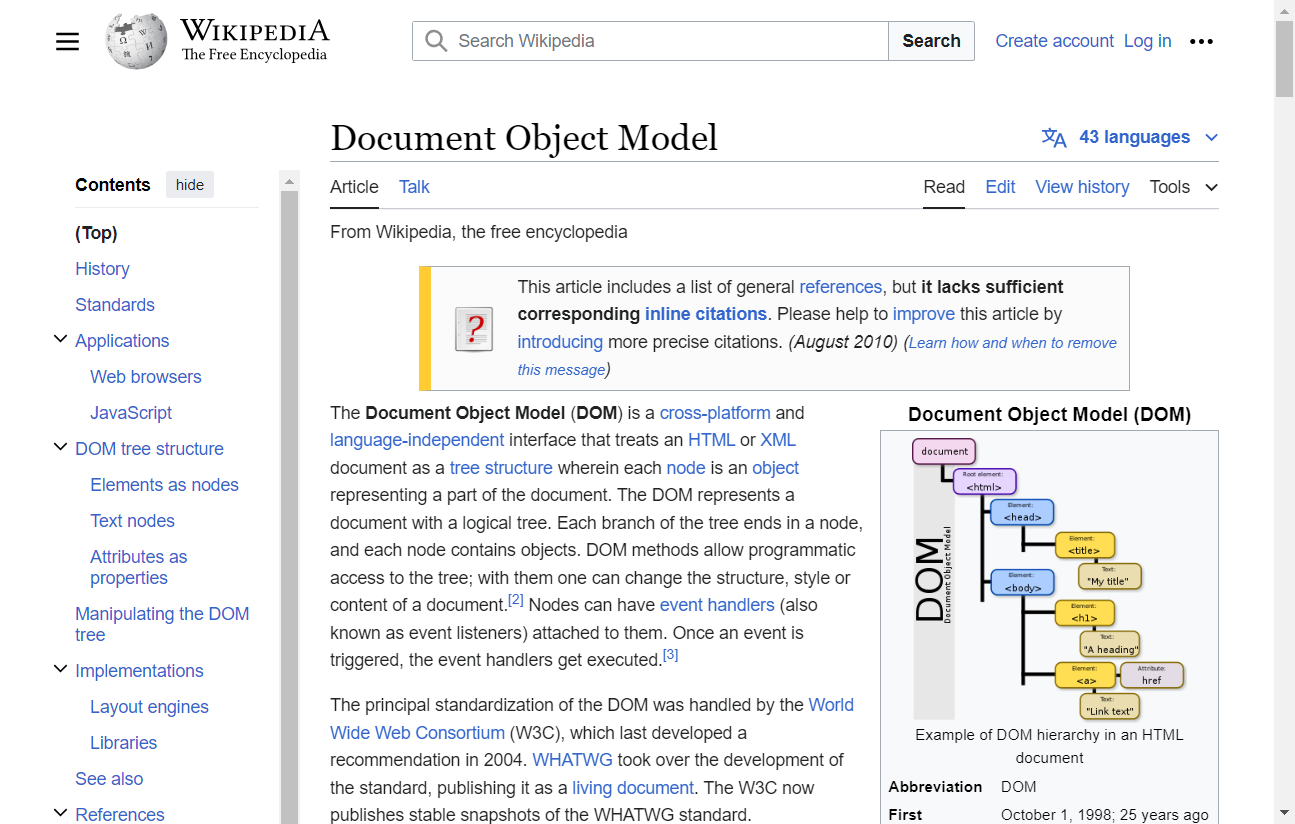 WIKIPEDIA
The Free Encyclopedia
Search Wikipedia
Search
Create account
Log in
Document Object Model
43 languages
Article
Talk
Read
Edit
View history
Tools
From Wikipedia, the free encyclopedia
Contents
hide
(Top)
History
Standards
Applications
Web browsers
JavaScript
DOM tree structure
Elements as nodes
Text nodes
Attributes as
properties
Manipulating the DOM
tree
Implementations
Layout engines
Libraries
See also
References
This article includes a list of general references, but it lacks sufficient
corresponding inline citations. Please help to improve this article by
introducing more precise citations. (August 2010) (Learn how and when to remove
this message)
The Document Object Model (DOM) is a cross-platform and
language-independent interface that treats an HTML or XML
document as a tree structure wherein each node is an object
representing a part of the document. The DOM represents a
document with a logical tree. Each branch of the tree ends in a node,
and each node contains objects. DOM methods allow programmatic
access to the tree; with them one can change the structure, style or
content of a document.[2] Nodes can have event handlers (also
known as event listeners) attached to them. Once an event is
triggered, the event handlers get executed.[3]
The principal standardization of the DOM was handled by the World
Wide Web Consortium (W3C), which last developed a
recommendation in 2004. WHATWG took over the development of
the standard, publishing it as a living document. The W3C now
publishes stable snapshots of the WHATWG standard.
Document Object Model (DOM)
document
Root element:
<html>
Element:
<head>
Element:
<title>
Text:
"My title"
Element:
<body>
Element:
<h1>
Text:
"A heading"
Element:
<a>
Attribute:
href
Text:
"Link text"
DOM
Document Object Model
Example of DOM hierarchy in an HTML
document
Abbreviation DOM
First October 1, 1998; 25 years ago